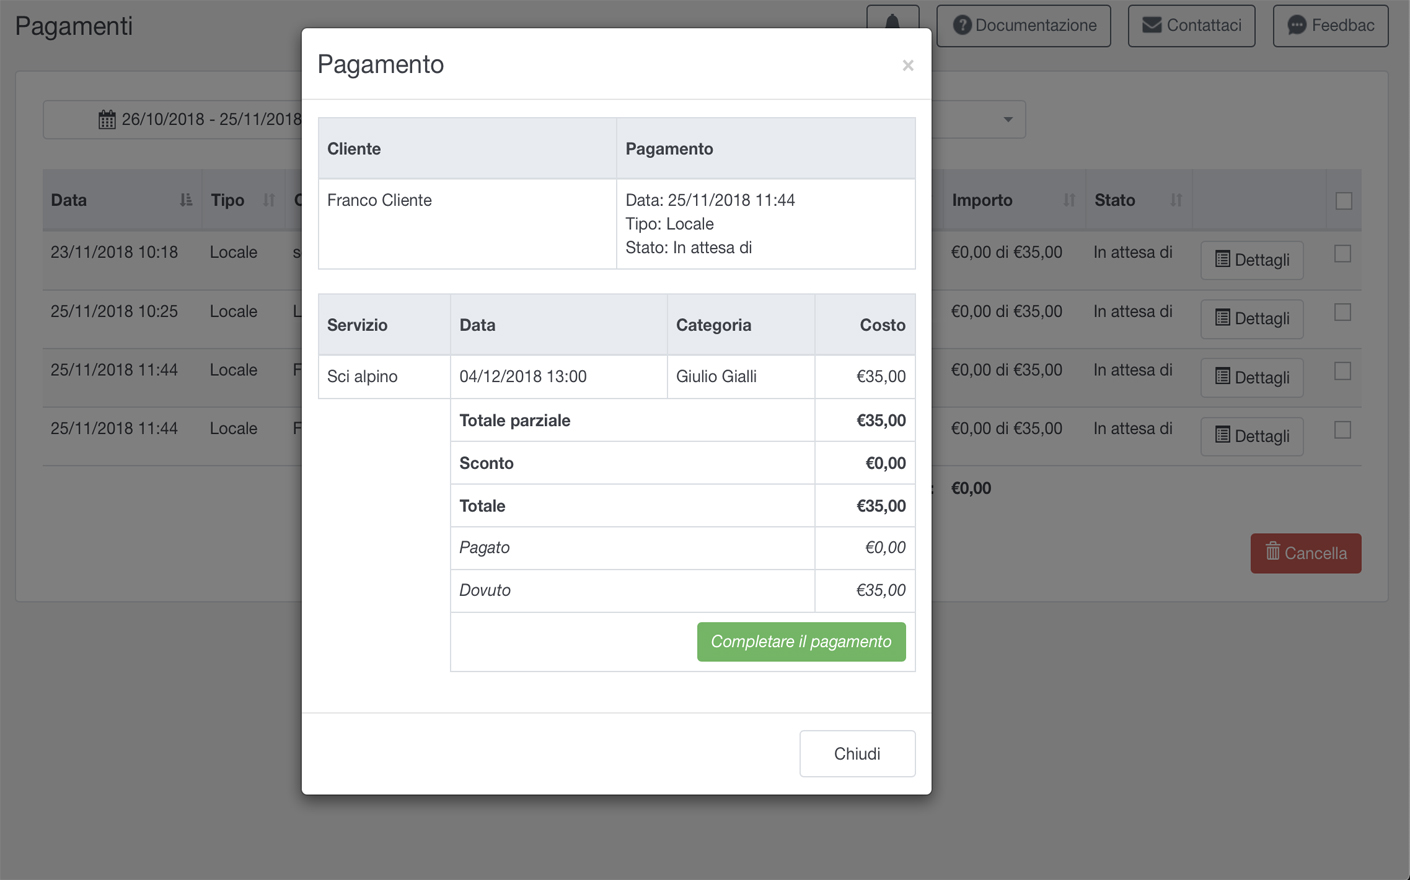 Pagamenti
Documentazione
Contattaci
Feedbac
26/10/2018 - 25/11/2018
Data Tipo Importo Stato
23/11/2018 10:18 Locale €0,00 di €35,00 In attesa di Dettagli
25/11/2018 10:25 Locale €0,00 di €35,00 In attesa di Dettagli
25/11/2018 11:44 Locale €0,00 di €35,00 In attesa di Dettagli
25/11/2018 11:44 Locale €0,00 di €35,00 In attesa di Dettagli
: €0,00
Cancella
Pagamento
×
Cliente Pagamento
Franco Cliente
Data: 25/11/2018 11:44
Tipo: Locale
Stato: In attesa di
Servizio Data Categoria Costo
Sci alpino 04/12/2018 13:00 Giulio Gialli €35,00
Totale parziale €35,00
Sconto €0,00
Totale €35,00
Pagato €0,00
Dovuto €35,00
Completare il pagamento
Chiudi